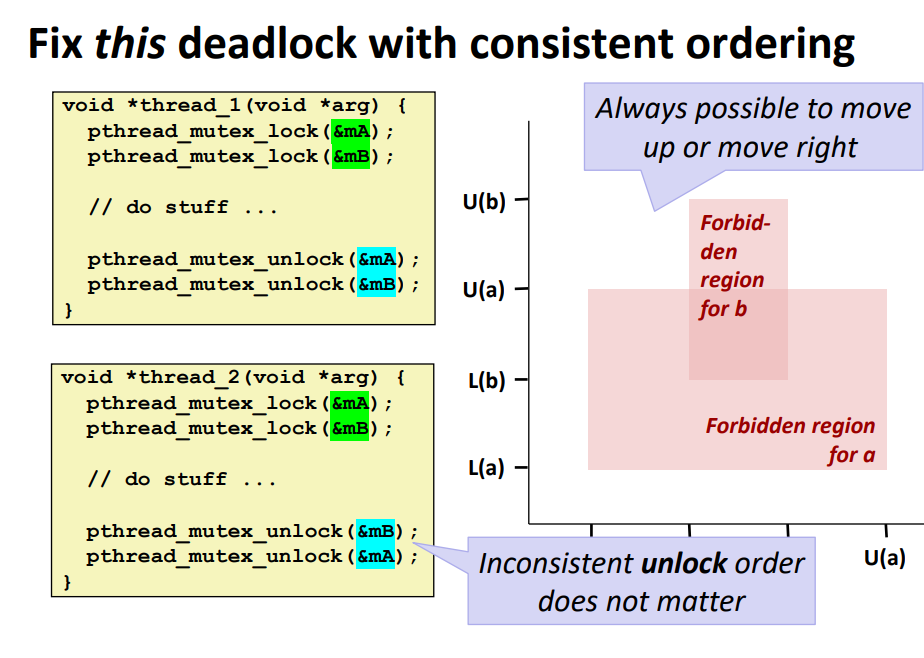 Fix this deadlock with consistent ordering
void *thread_1(void *arg) {
pthread_mutex_lock(&mA);
pthread_mutex_lock(&mB);
// do stuff ...
pthread_mutex_unlock(&mA);
pthread_mutex_unlock(&mB);
}
void *thread_2(void *arg) {
pthread_mutex_lock(&mA);
pthread_mutex_lock(&mB);
// do stuff ...
pthread_mutex_unlock(&mB);
pthread_mutex_unlock(&mA);
}
Always possible to move
up or move right
U(b)
U(a)
L(b)
L(a)
Forbid-
den
region
for b
Forbidden region
for a
U(a)
Inconsistent unlock order
does not matter